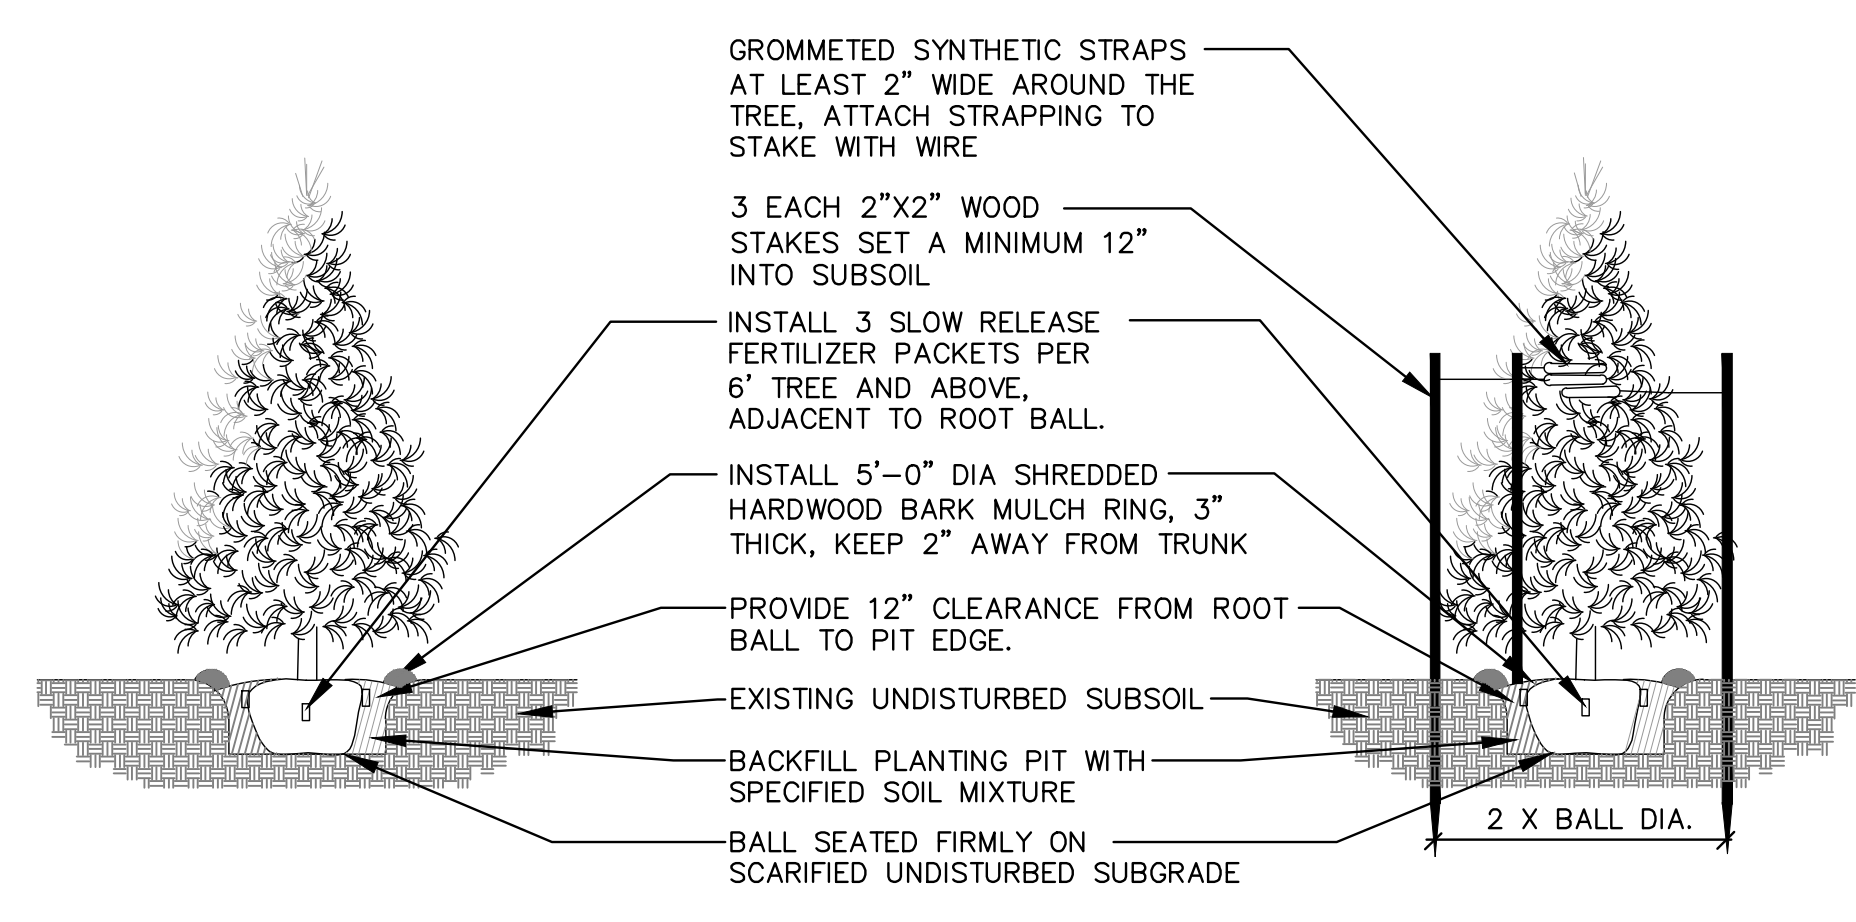 GROMMETED SYNTHETIC STRAPS
AT LEAST 2” WIDE AROUND THE
TREE, ATTACH STRAPPING TO
STAKE WITH WIRE
3 EACH 2”X2” WOOD
STAKES SET A MINIMUM 12”
INTO SUBSOIL
INSTALL 3 SLOW RELEASE
FERTILIZER PACKETS PER
6’ TREE AND ABOVE,
ADJACENT TO ROOT BALL.
INSTALL 5’–0” DIA SHREDDED
HARDWOOD BARK MULCH RING, 3”
THICK, KEEP 2” AWAY FROM TRUNK
PROVIDE 12” CLEARANCE FROM ROOT
BALL TO PIT EDGE.
EXISTING UNDISTURBED SUBSOIL
BACKFILL PLANTING PIT WITH
SPECIFIED SOIL MIXTURE
BALL SEATED FIRMLY ON
SCARIFIED UNDISTURBED SUBGRADE
2 X BALL DIA.